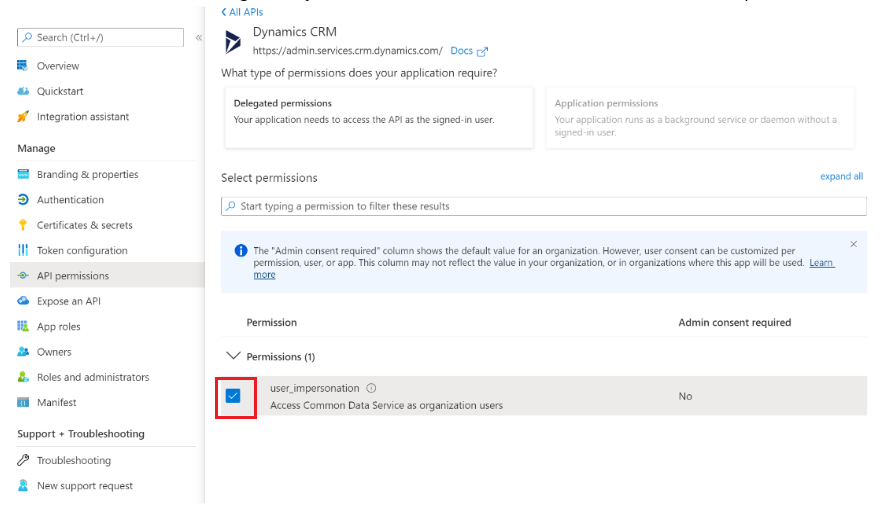 All APIs
Search (Ctrl+/)
«
Overview
Quickstart
Integration assistant
Manage
Branding & properties
Authentication
Certificates & secrets
Token configuration
API permissions
Expose an API
App roles
Owners
Roles and administrators
Manifest
Support + Troubleshooting
Troubleshooting
New support request
Dynamics CRM
https://admin.services.crm.dynamics.com/ Docs
What type of permissions does your application require?
Delegated permissions
Your application needs to access the API as the signed-in user.
Application permissions
Your application runs as a background service or daemon without a
signed-in user.
Select permissions
expand all
Start typing a permission to filter these results
The "Admin consent required" column shows the default value for an organization. However, user consent can be customized per
permission, user, or app. This column may not reflect the value in your organization, or in organizations where this app will be used. Learn
more
Permission
Admin consent required
Permissions (1)
user_impersonation
Access Common Data Service as organization users
No